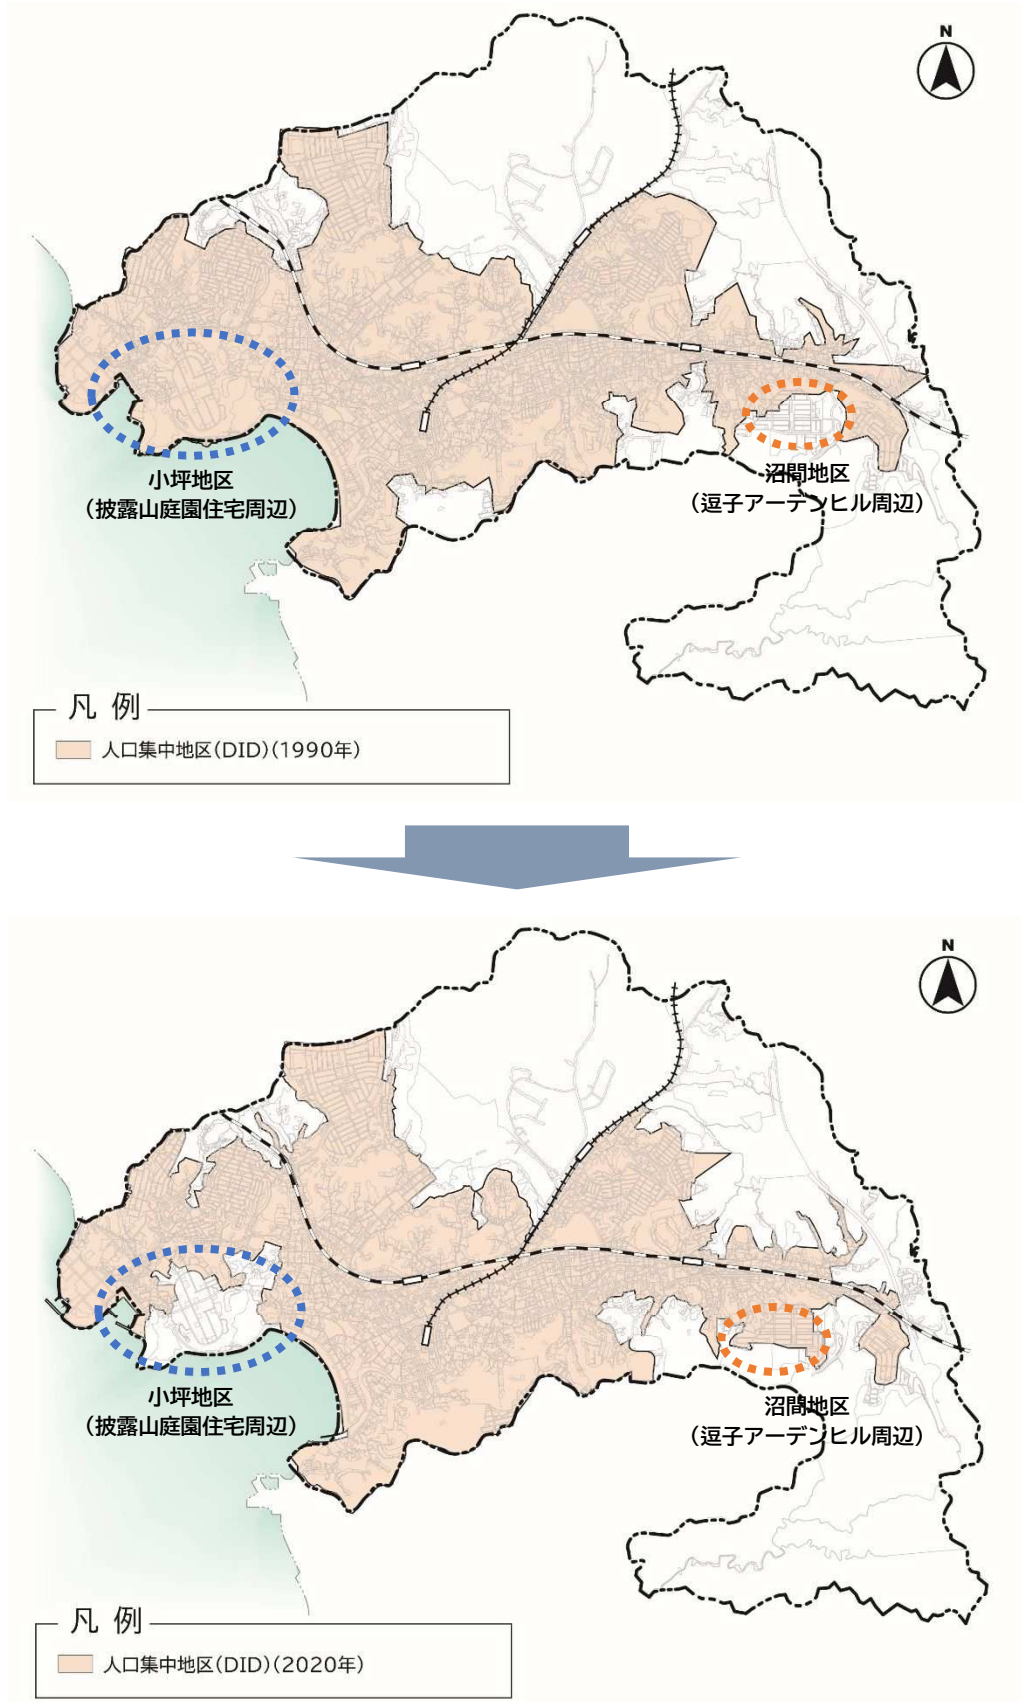 N
小坪地区
（披露山庭園住宅周辺）
沼間地区
（逗子アーデンヒル周辺）
凡 例
人口集中地区(DID)(1990年)
N
小坪地区
（披露山庭園住宅周辺）
沼間地区
（逗子アーデンヒル周辺）
凡 例
人口集中地区(DID)(2020年)